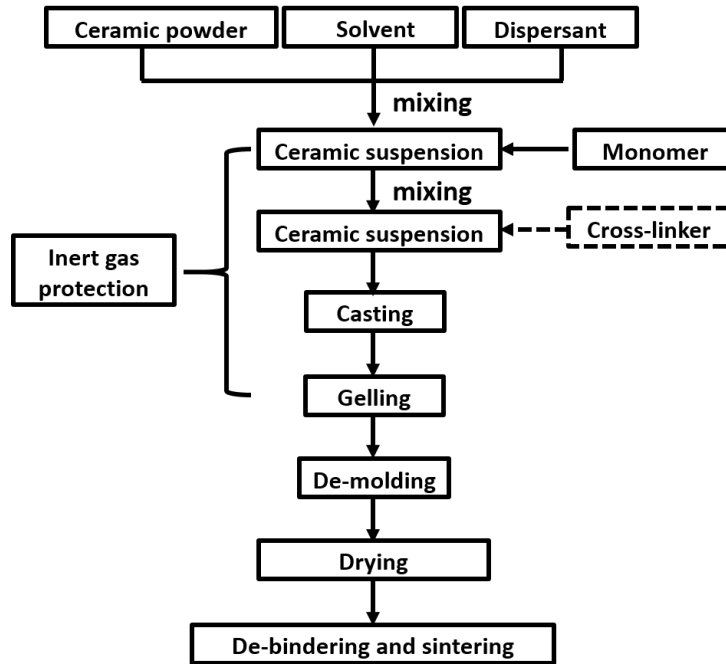 Ceramic powder
Solvent
Dispersant
mixing
Ceramic suspension
Monomer
mixing
Ceramic suspension
Cross-linker
Inert gas
protection
Casting
Gelling
De-molding
Drying
De-bindering and sintering